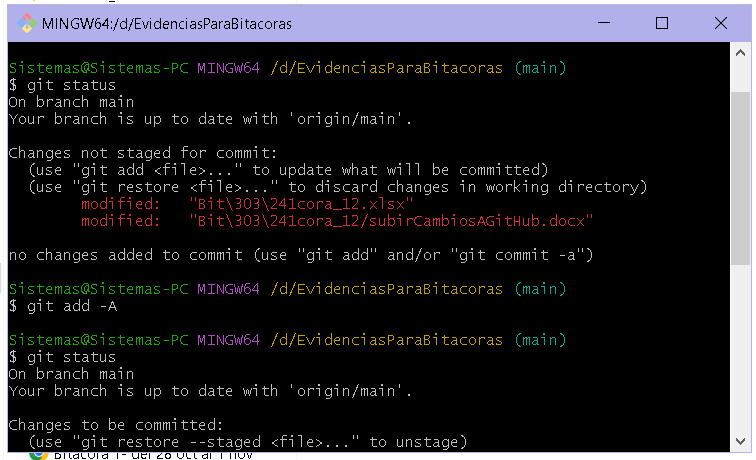 MINGW64:/d/EvidenciasParaBitacoras
Sistemas@Sistemas-PC MINGW64 /d/EvidenciasParaBitacoras (main)
$ git status
On branch main
Your branch is up to date with 'origin/main'.
Changes not staged for commit:
(use "git add <file>..." to update what will be committed)
(use "git restore <file>..." to discard changes in working directory)
modified: "Bit\303\241cora_12.xlsx"
modified: "Bit\303\241cora_12/subirCambiosAGitHub.docx"
no changes added to commit (use "git add" and/or "git commit -a")
Sistemas@Sistemas-PC MINGW64 /d/EvidenciasParaBitacoras (main)
$ git add -A
Sistemas@Sistemas-PC MINGW64 /d/EvidenciasParaBitacoras (main)
$ git status
On branch main
Your branch is up to date with 'origin/main'.
Changes to be committed:
(use "git restore --staged <file>..." to unstage)
Bitacora 1- del 28 oct al 1 nov